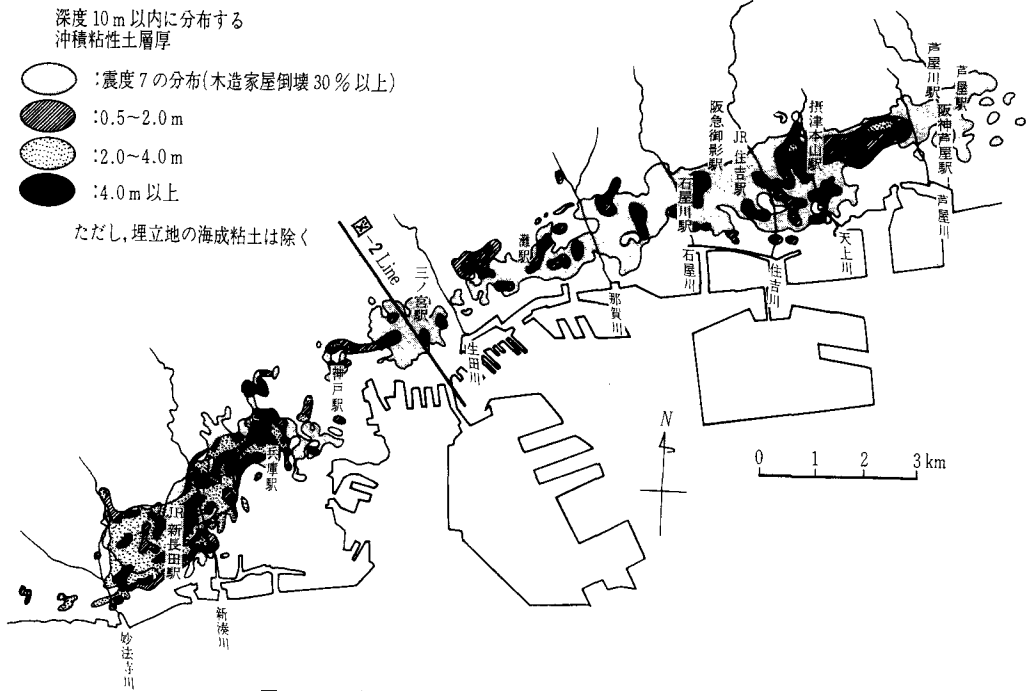 深度10m以内に分布する
沖積粘性土層厚
:震度7の分布(木造家屋倒壊30%以上)
:0.5~2.0m
:2.0~4.0m
:4.0m以上
ただし,埋立地の海成粘土は除く
図-2 Line
芦屋川駅
芦屋駅
阪神芦屋駅
摂津本山駅
JR住吉駅
阪急御影駅
石屋川駅
灘駅
三ノ宮駅
神戸駅
兵庫駅
JR新長田駅
芦屋川
天上川
住吉川
石屋川
那賀川
生田川
新湊川
妙法寺川
N
0 1 2 3km